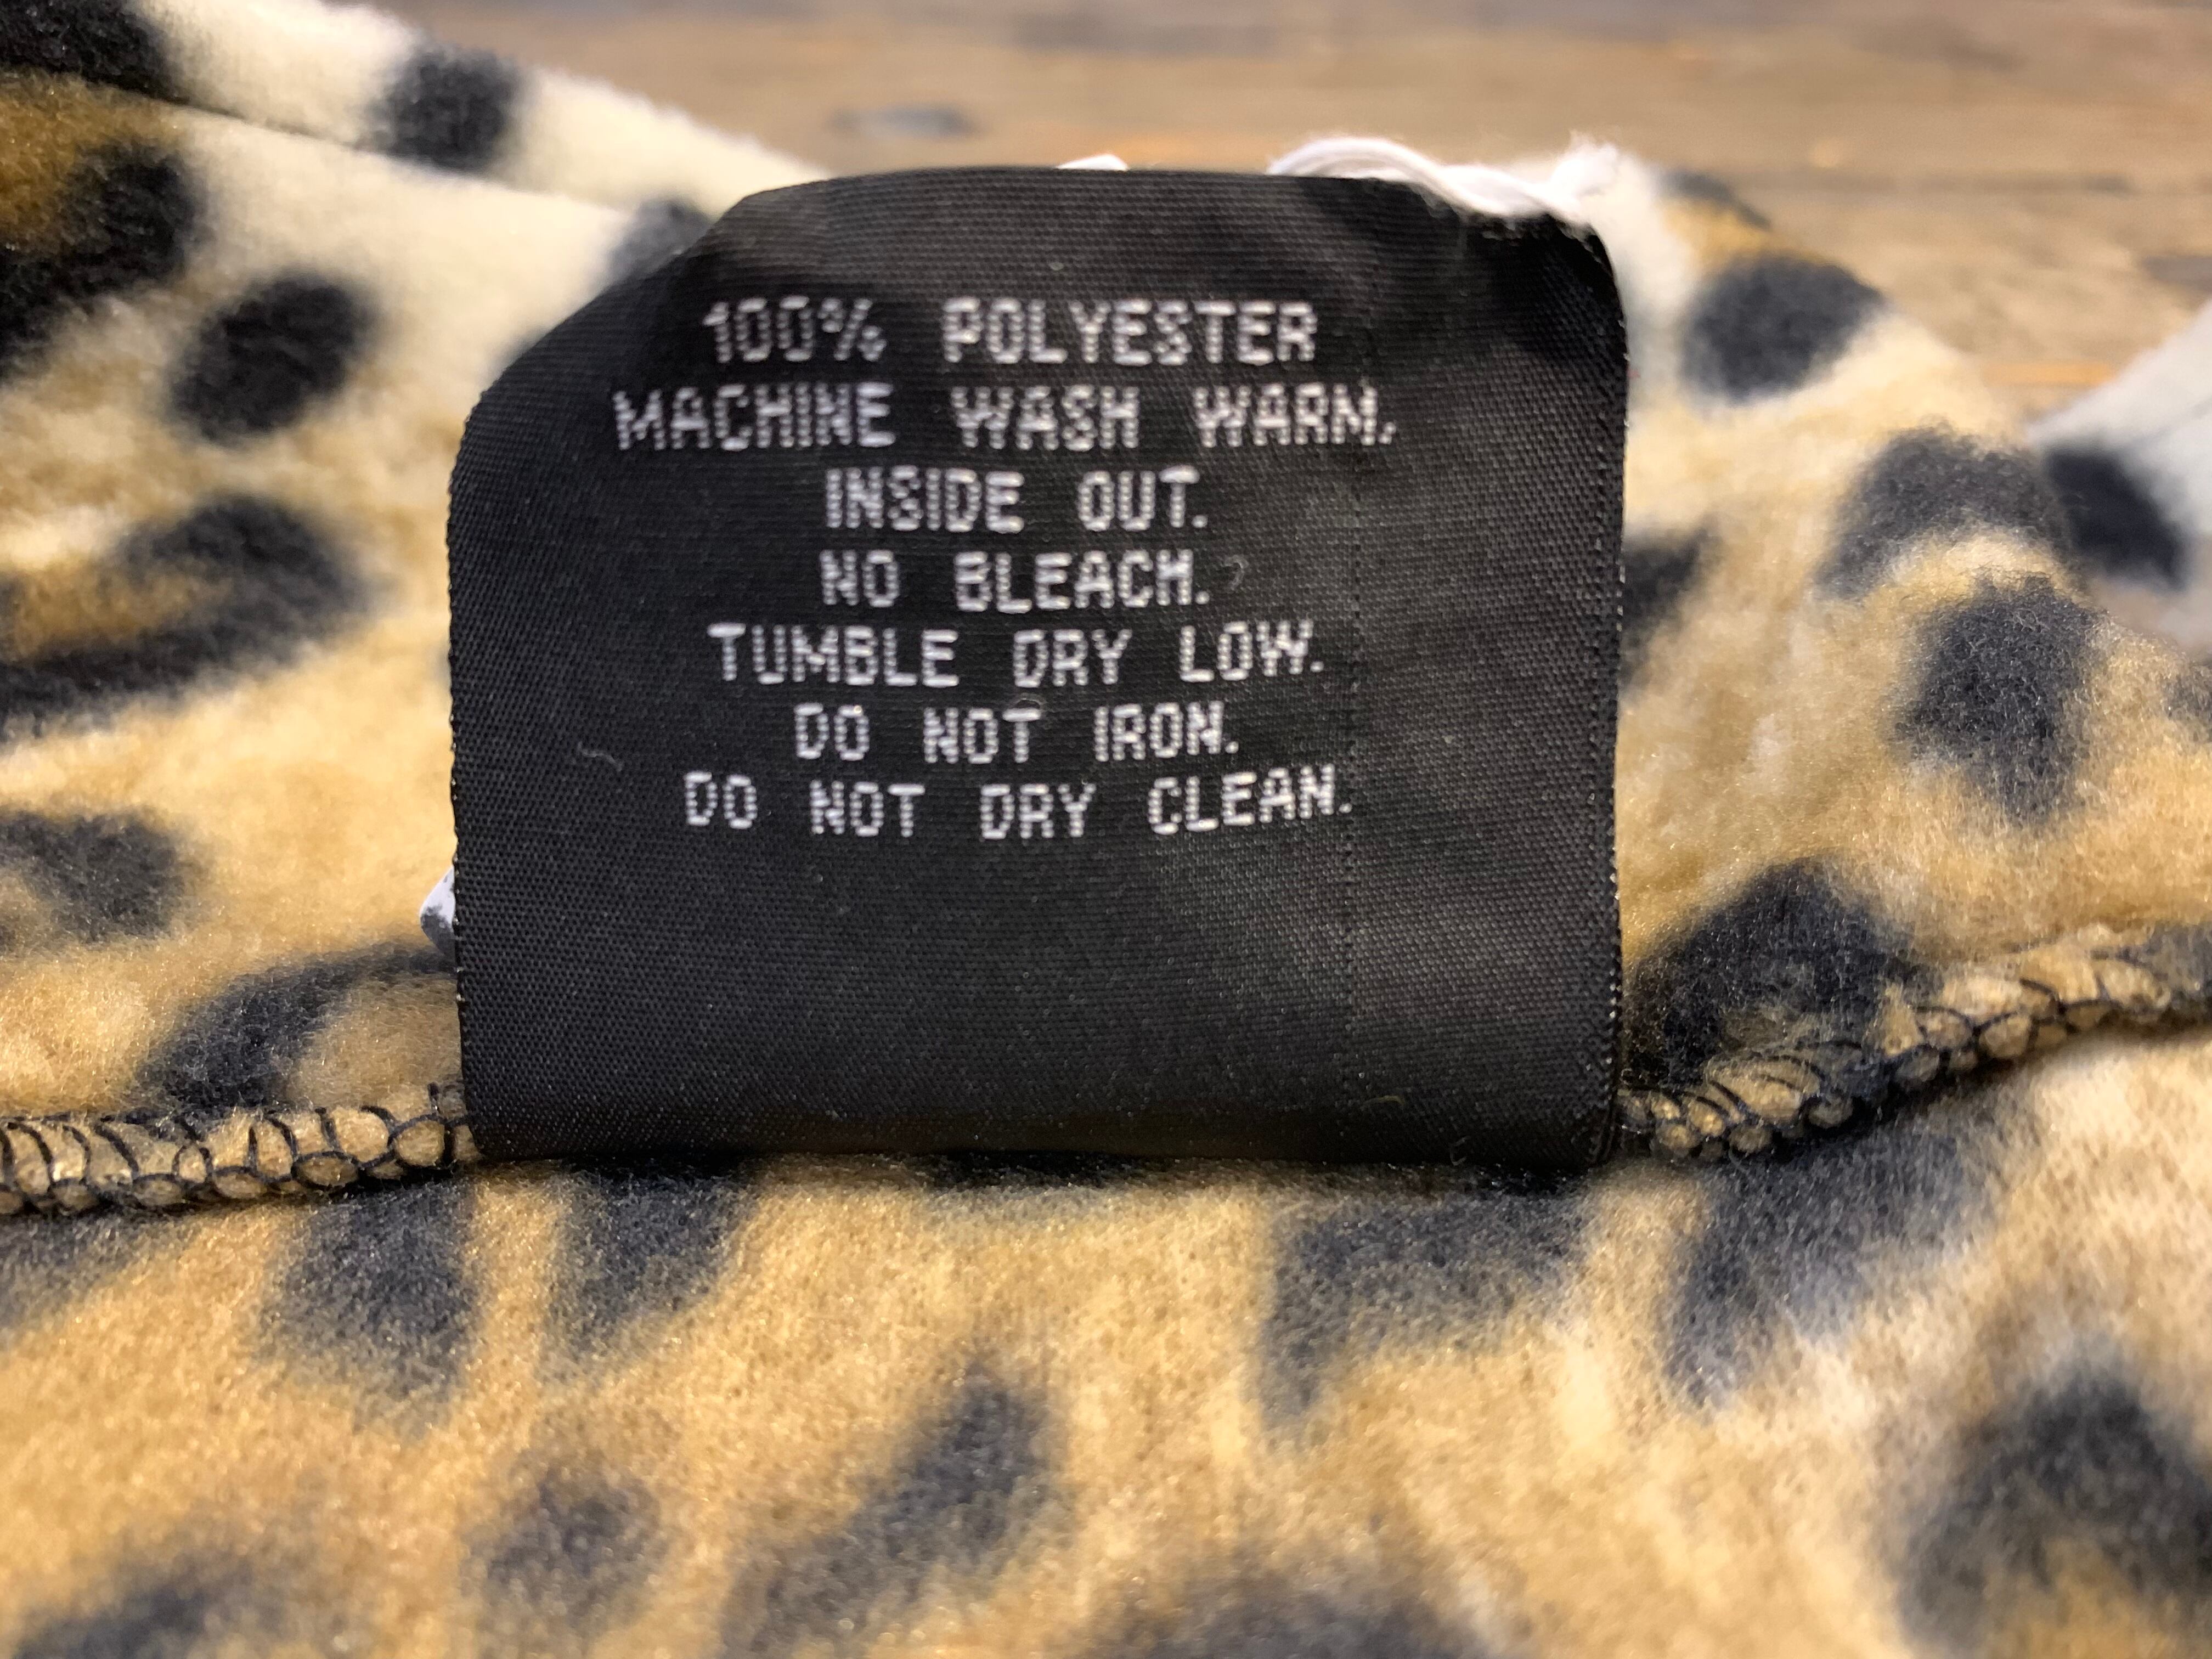 100% POLYESTER
MACHINE WASH WARM.
INSIDE OUT.
NO BLEACH.
TUMBLE DRY LOW.
DO NOT IRON.
DO NOT DRY CLEAN.